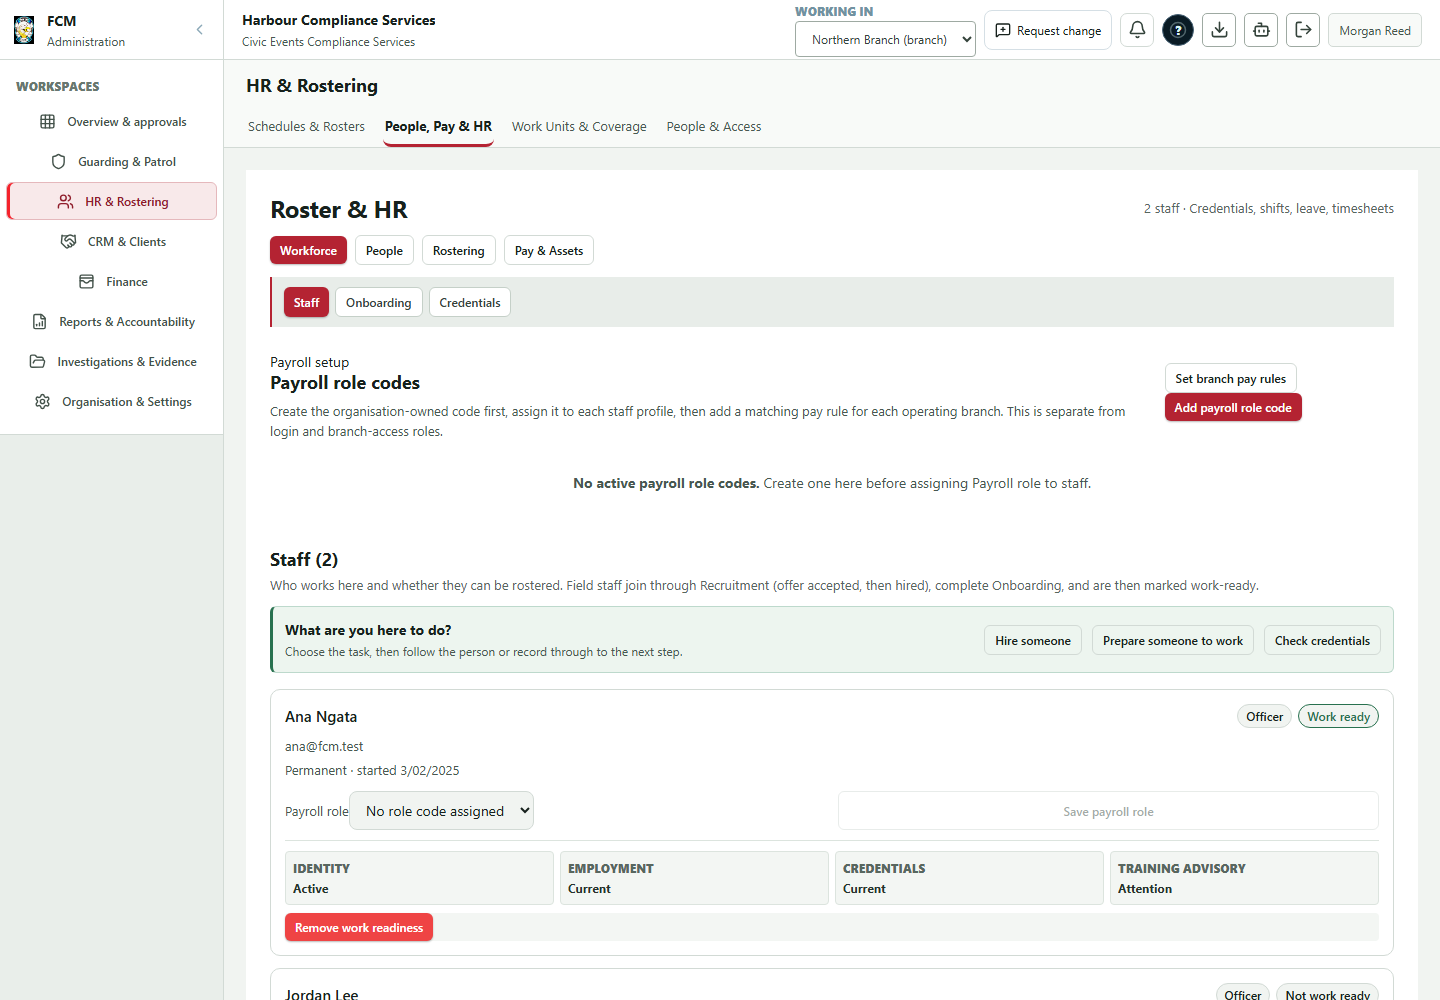 FCM
Administration
Harbour Compliance Services
Civic Events Compliance Services
WORKING IN
Northern Branch (branch)
Request change
?
Morgan Reed
WORKSPACES
Overview & approvals
Guarding & Patrol
HR & Rostering
CRM & Clients
Finance
Reports & Accountability
Investigations & Evidence
Organisation & Settings
HR & Rostering
Schedules & Rosters
People, Pay & HR
Work Units & Coverage
People & Access
Roster & HR
2 staff · Credentials, shifts, leave, timesheets
Workforce
People
Rostering
Pay & Assets
Staff
Onboarding
Credentials
Payroll setup
Payroll role codes
Create the organisation-owned code first, assign it to each staff profile, then add a matching pay rule for each operating branch. This is separate from
login and branch-access roles.
Set branch pay rules
Add payroll role code
No active payroll role codes. Create one here before assigning Payroll role to staff.
Staff (2)
Who works here and whether they can be rostered. Field staff join through Recruitment (offer accepted, then hired), complete Onboarding, and are then marked work-ready.
What are you here to do?
Choose the task, then follow the person or record through to the next step.
Hire someone
Prepare someone to work
Check credentials
Ana Ngata
Officer
Work ready
ana@fcm.test
Permanent · started 3/02/2025
Payroll role
No role code assigned
Save payroll role
IDENTITY
Active
EMPLOYMENT
Current
CREDENTIALS
Current
TRAINING ADVISORY
Attention
Remove work readiness
Jordan Lee
Officer
Not work ready